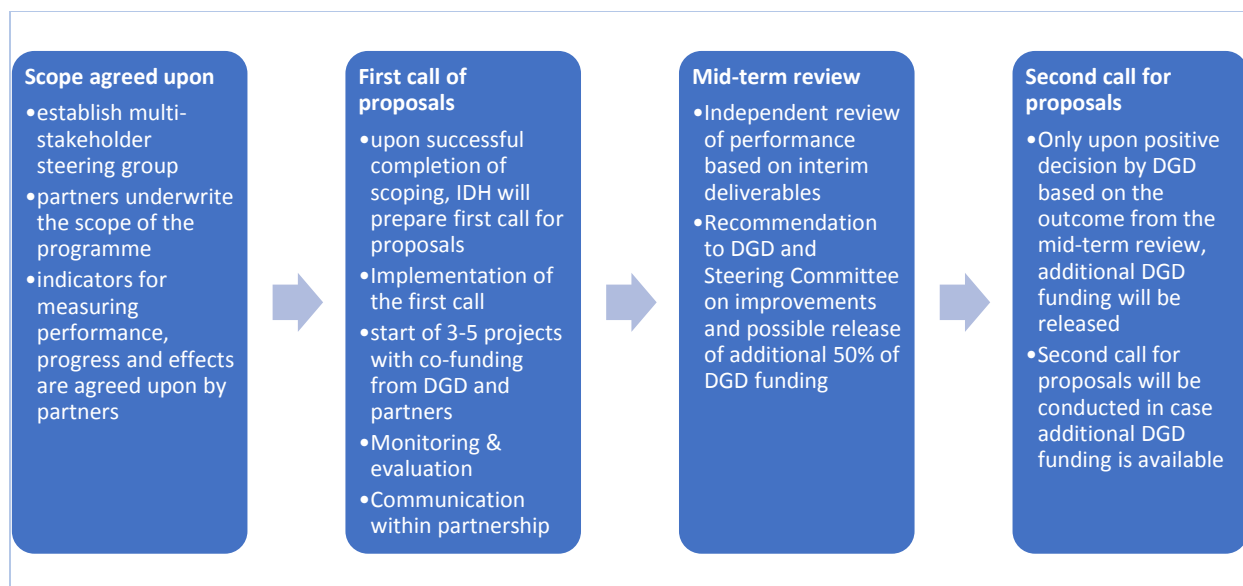 Scope agreed upon
•establish multi-
stakeholder
steering group
•partners underwrite
the scope of the
programme
•indicators for
measuring
performance,
progress and effects
are agreed upon by
partners
First call of
proposals
•upon successful
completion of
scoping, IDH will
prepare first call for
proposals
•Implementation of
the first call
•start of 3-5 projects
with co-funding
from DGD and
partners
•Monitoring &
evaluation
•Communication
within partnership
Mid-term review
•Independent review
of performance
based on interim
deliverables
•Recommendation
to DGD and
Steering Committee
on improvements
and possible release
of additional 50% of
DGD funding
Second call for
proposals
•Only upon positive
decision by DGD
based on the
outcome from the
mid-term review,
additional DGD
funding will be
released
•Second call for
proposals will be
conducted in case
additional DGD
funding is available